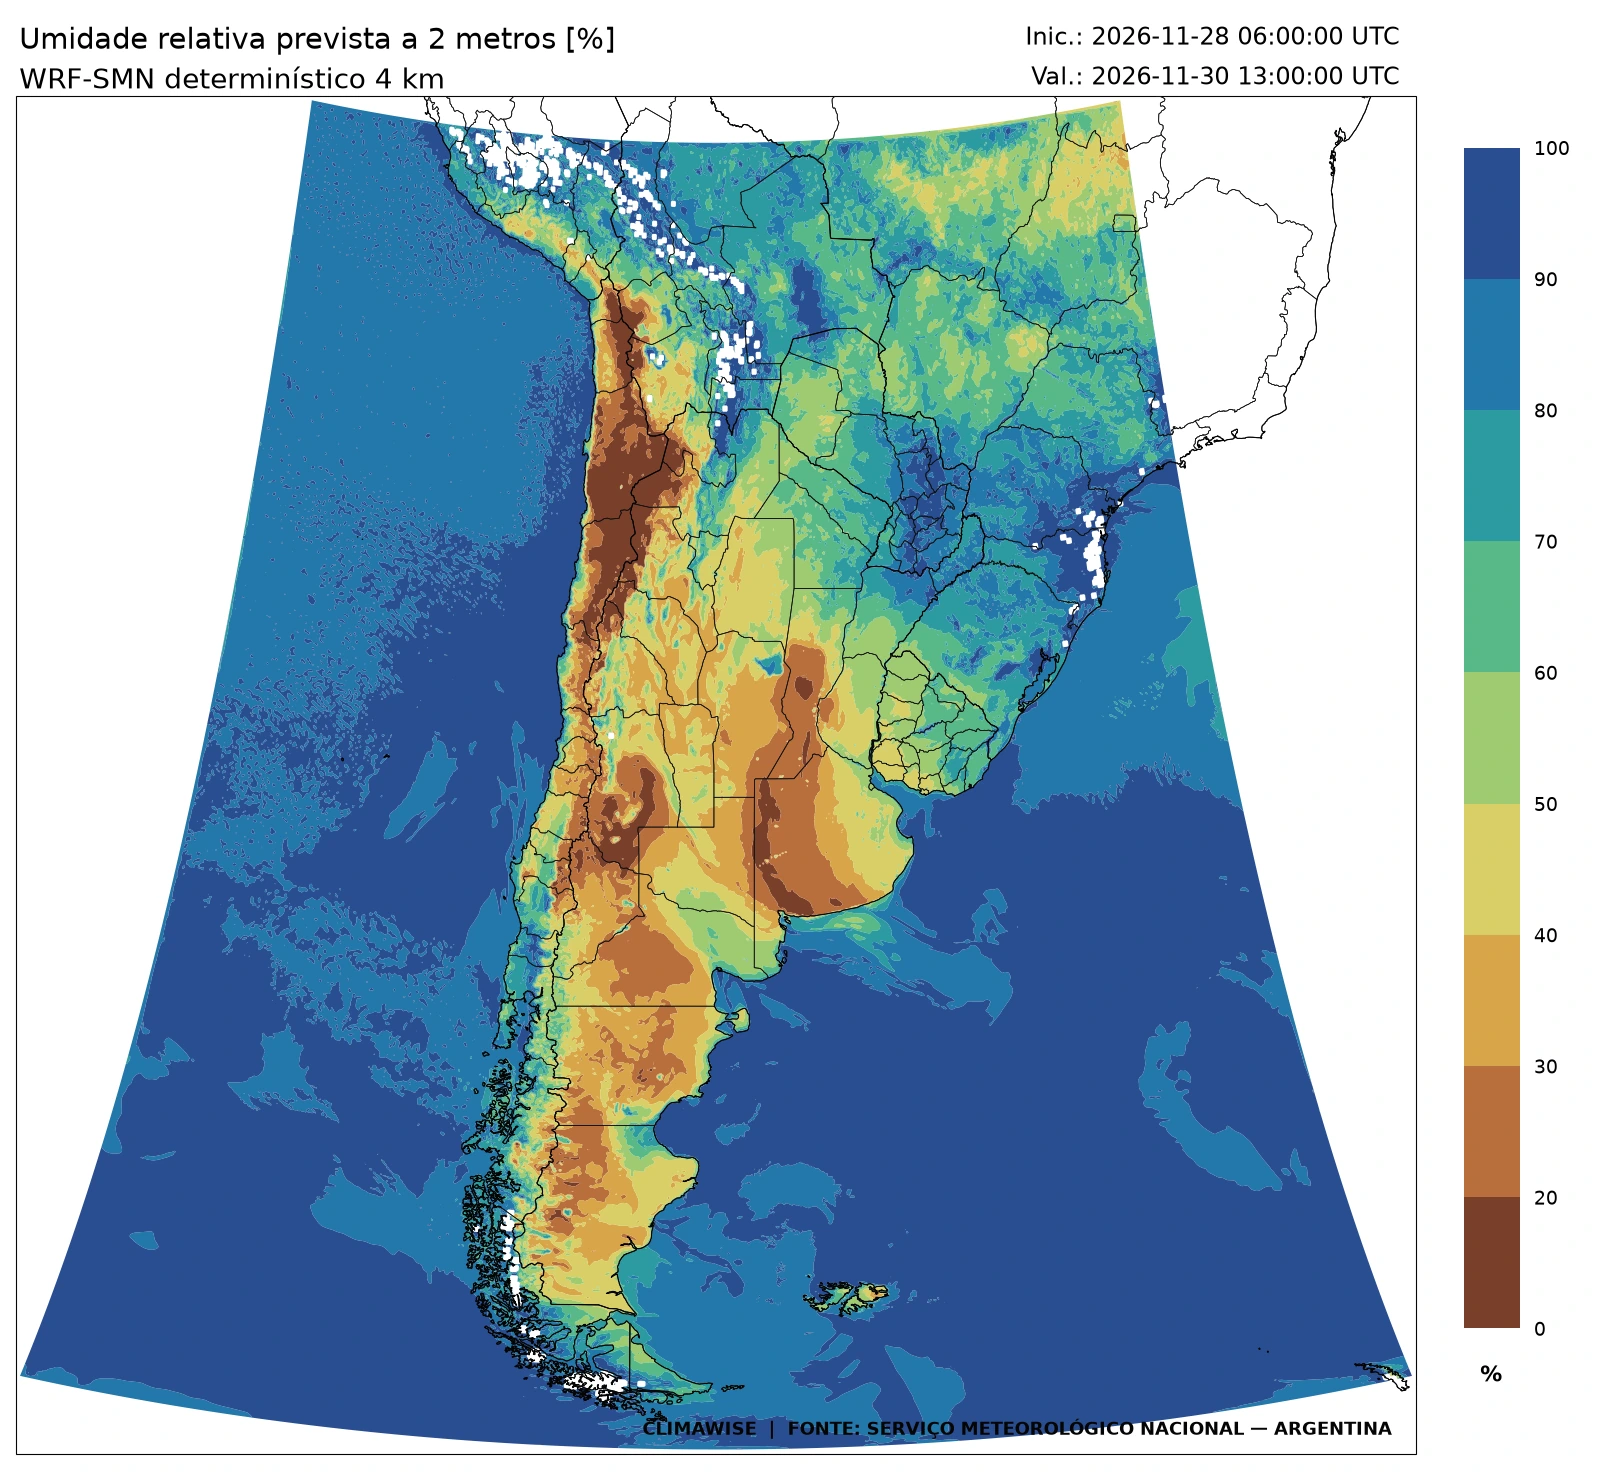 Umidade relativa prevista a 2 metros [%]
WRF-SMN determinístico 4 km
Inic.: 2026-11-28 06:00:00 UTC
Val.: 2026-11-30 13:00:00 UTC
100
90
80
70
60
50
40
30
20
0
%
CLIMAWISE | FONTE: SERVIÇO METEOROLÓGICO NACIONAL — ARGENTINA